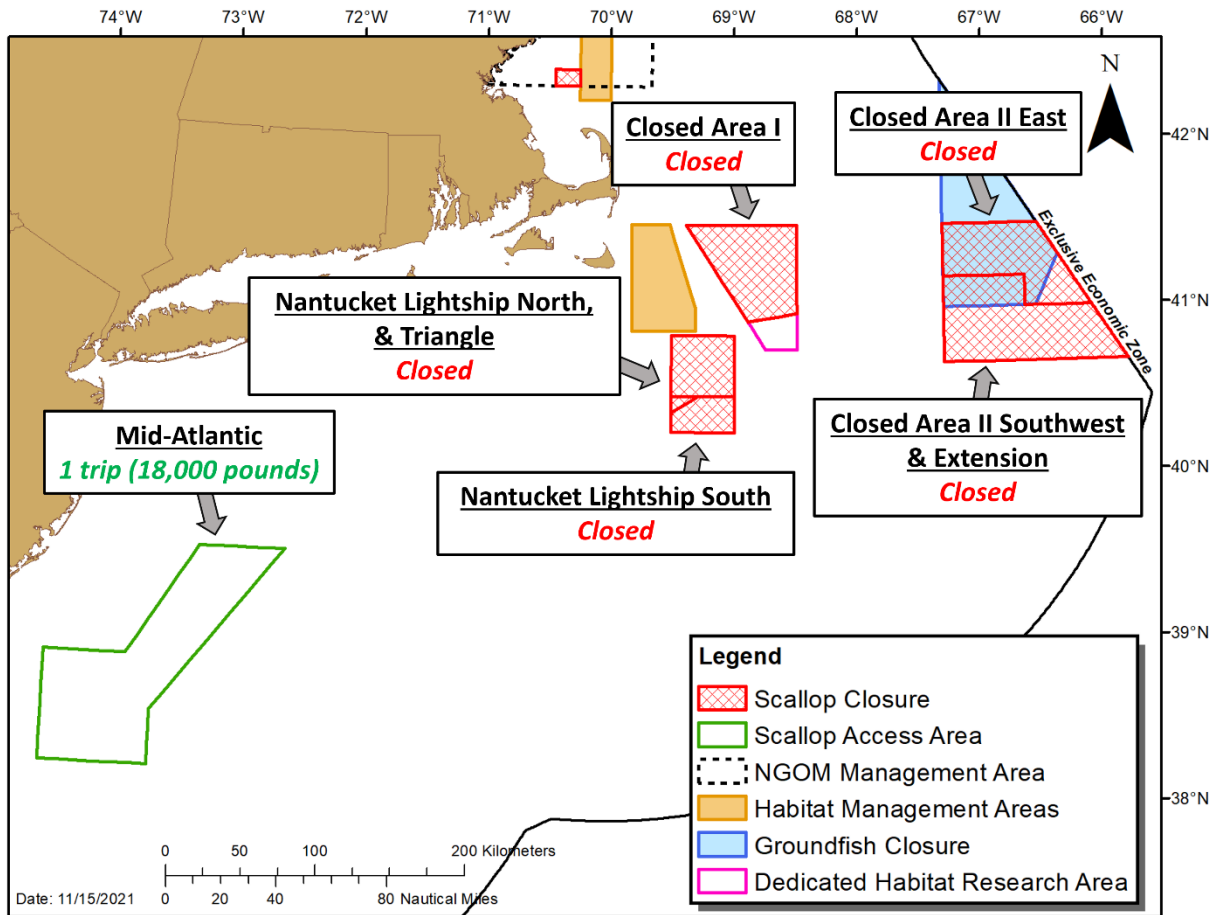 74°W 73°W 72°W 71°W 70°W 69°W 68°W 67°W 66°W
N
42°N
41°N
40°N
39°N
38°N
Closed Area I
Closed
Closed Area II East
Closed
Exclusive Economic Zone
Nantucket Lightship North,
& Triangle
Closed
Mid-Atlantic
1 trip (18,000 pounds)
Nantucket Lightship South
Closed
Closed Area II Southwest
& Extension
Closed
Legend
Scallop Closure
Scallop Access Area
NGOM Management Area
Habitat Management Areas
Groundfish Closure
Dedicated Habitat Research Area
0 50 100 200 Kilometers
0 20 40 80 Nautical Miles
Date: 11/15/2021